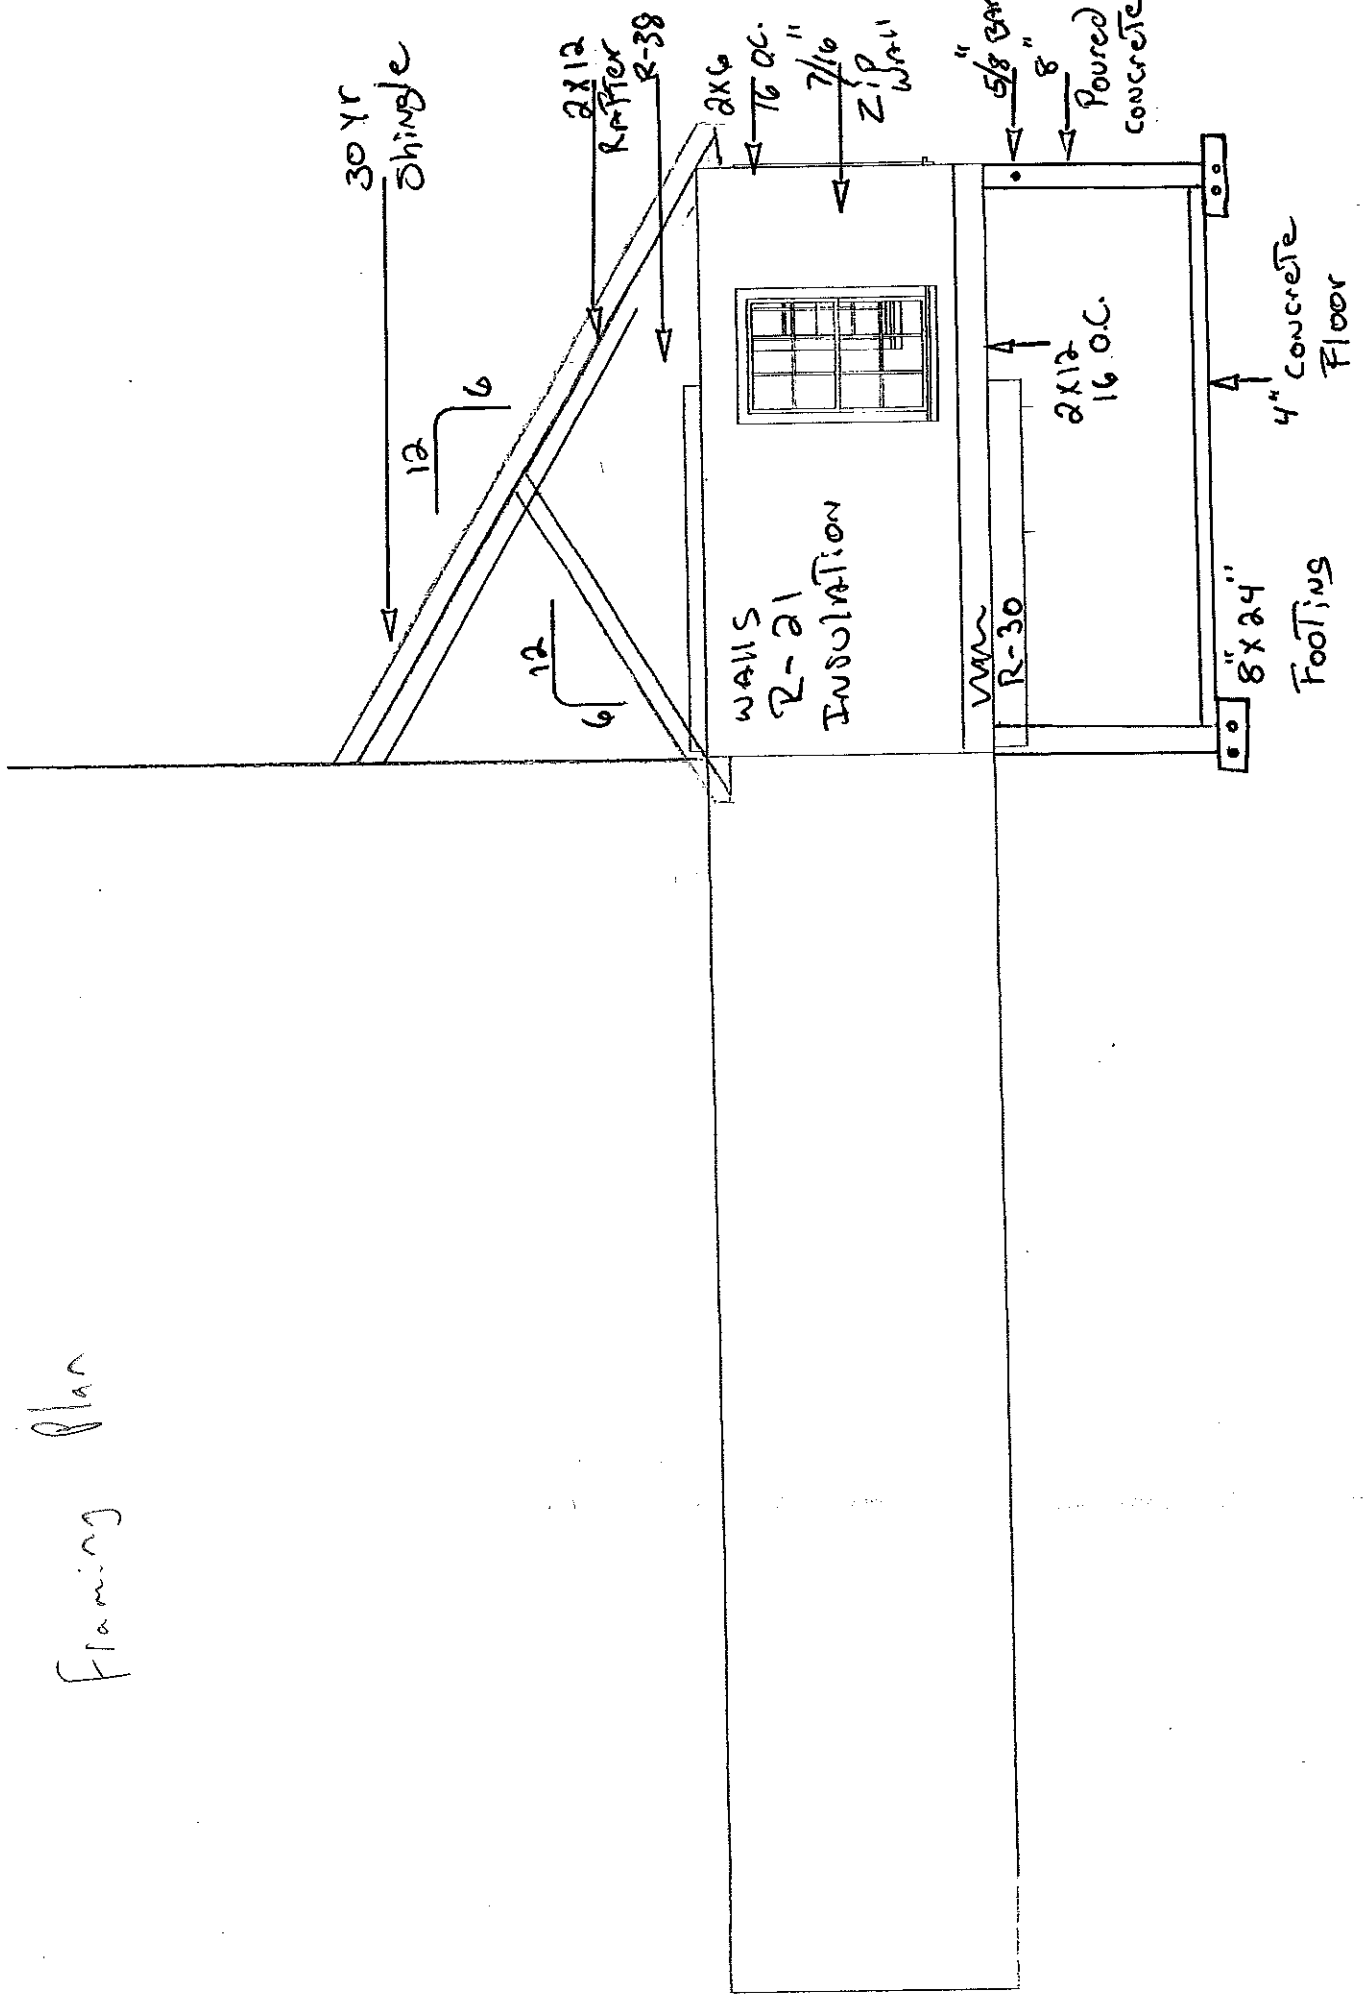 Framing Plan
30 Yr
Shingle
12
6
2x12
Rafter
R-38
12
6
2x6
16 O.C.
7/16"
ZIP
Wall
Walls
R-21
Insulation
R-30
2x12
16 O.C.
5/8" Bar
8"
Poured
Concrete
4" Concrete
Floor
8"x24"
Footing